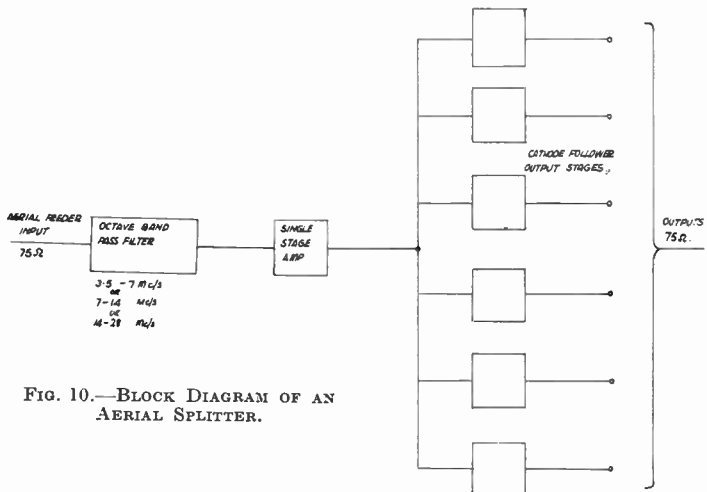 AERIAL FEEDER
INPUT
75Ω
OCTAVE BAND
PASS FILTER
3·5 – 7 Mc/s
OR
7–14 Mc/s
OR
14–28 Mc/s
SINGLE
STAGE
AMP
CATHODE FOLLOWER
OUTPUT STAGES.
OUTPUTS
75Ω.
FIG. 10.—BLOCK DIAGRAM OF AN
AERIAL SPLITTER.